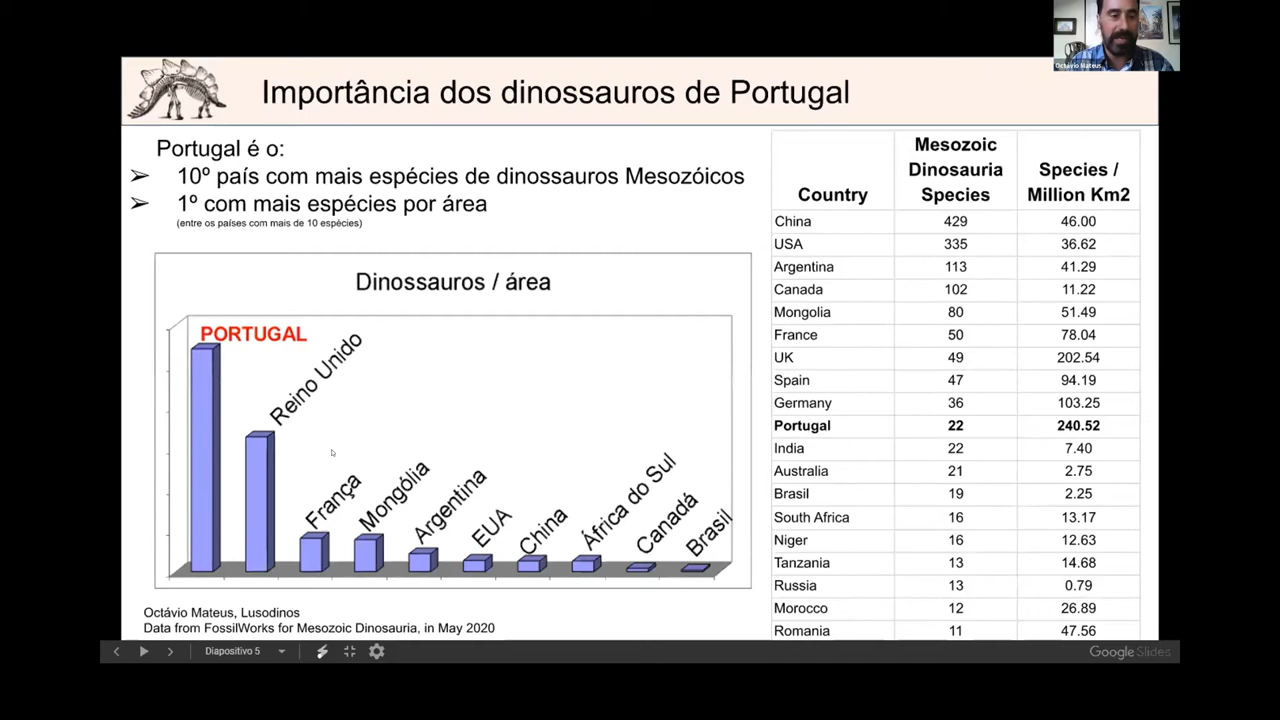 Octávio Mateus
Importância dos dinossauros de Portugal
Portugal é o:
➢ 10º país com mais espécies de dinossauros Mesozóicos
➢ 1º com mais espécies por área
(entre os países com mais de 10 espécies)
Dinossauros / área
PORTUGAL
Reino Unido
França
Mongólia
Argentina
EUA
China
África do Sul
Canadá
Brasil
Octávio Mateus, Lusodinos
Data from FossilWorks for Mesozoic Dinosauria, in May 2020
Country Mesozoic Dinosauria Species Species / Million Km2
China 429 46.00
USA 335 36.62
Argentina 113 41.29
Canada 102 11.22
Mongolia 80 51.49
France 50 78.04
UK 49 202.54
Spain 47 94.19
Germany 36 103.25
Portugal 22 240.52
India 22 7.40
Australia 21 2.75
Brasil 19 2.25
South Africa 16 13.17
Niger 16 12.63
Tanzania 13 14.68
Russia 13 0.79
Morocco 12 26.89
Romania 11 47.56
Diapositivo 5
Google Slides